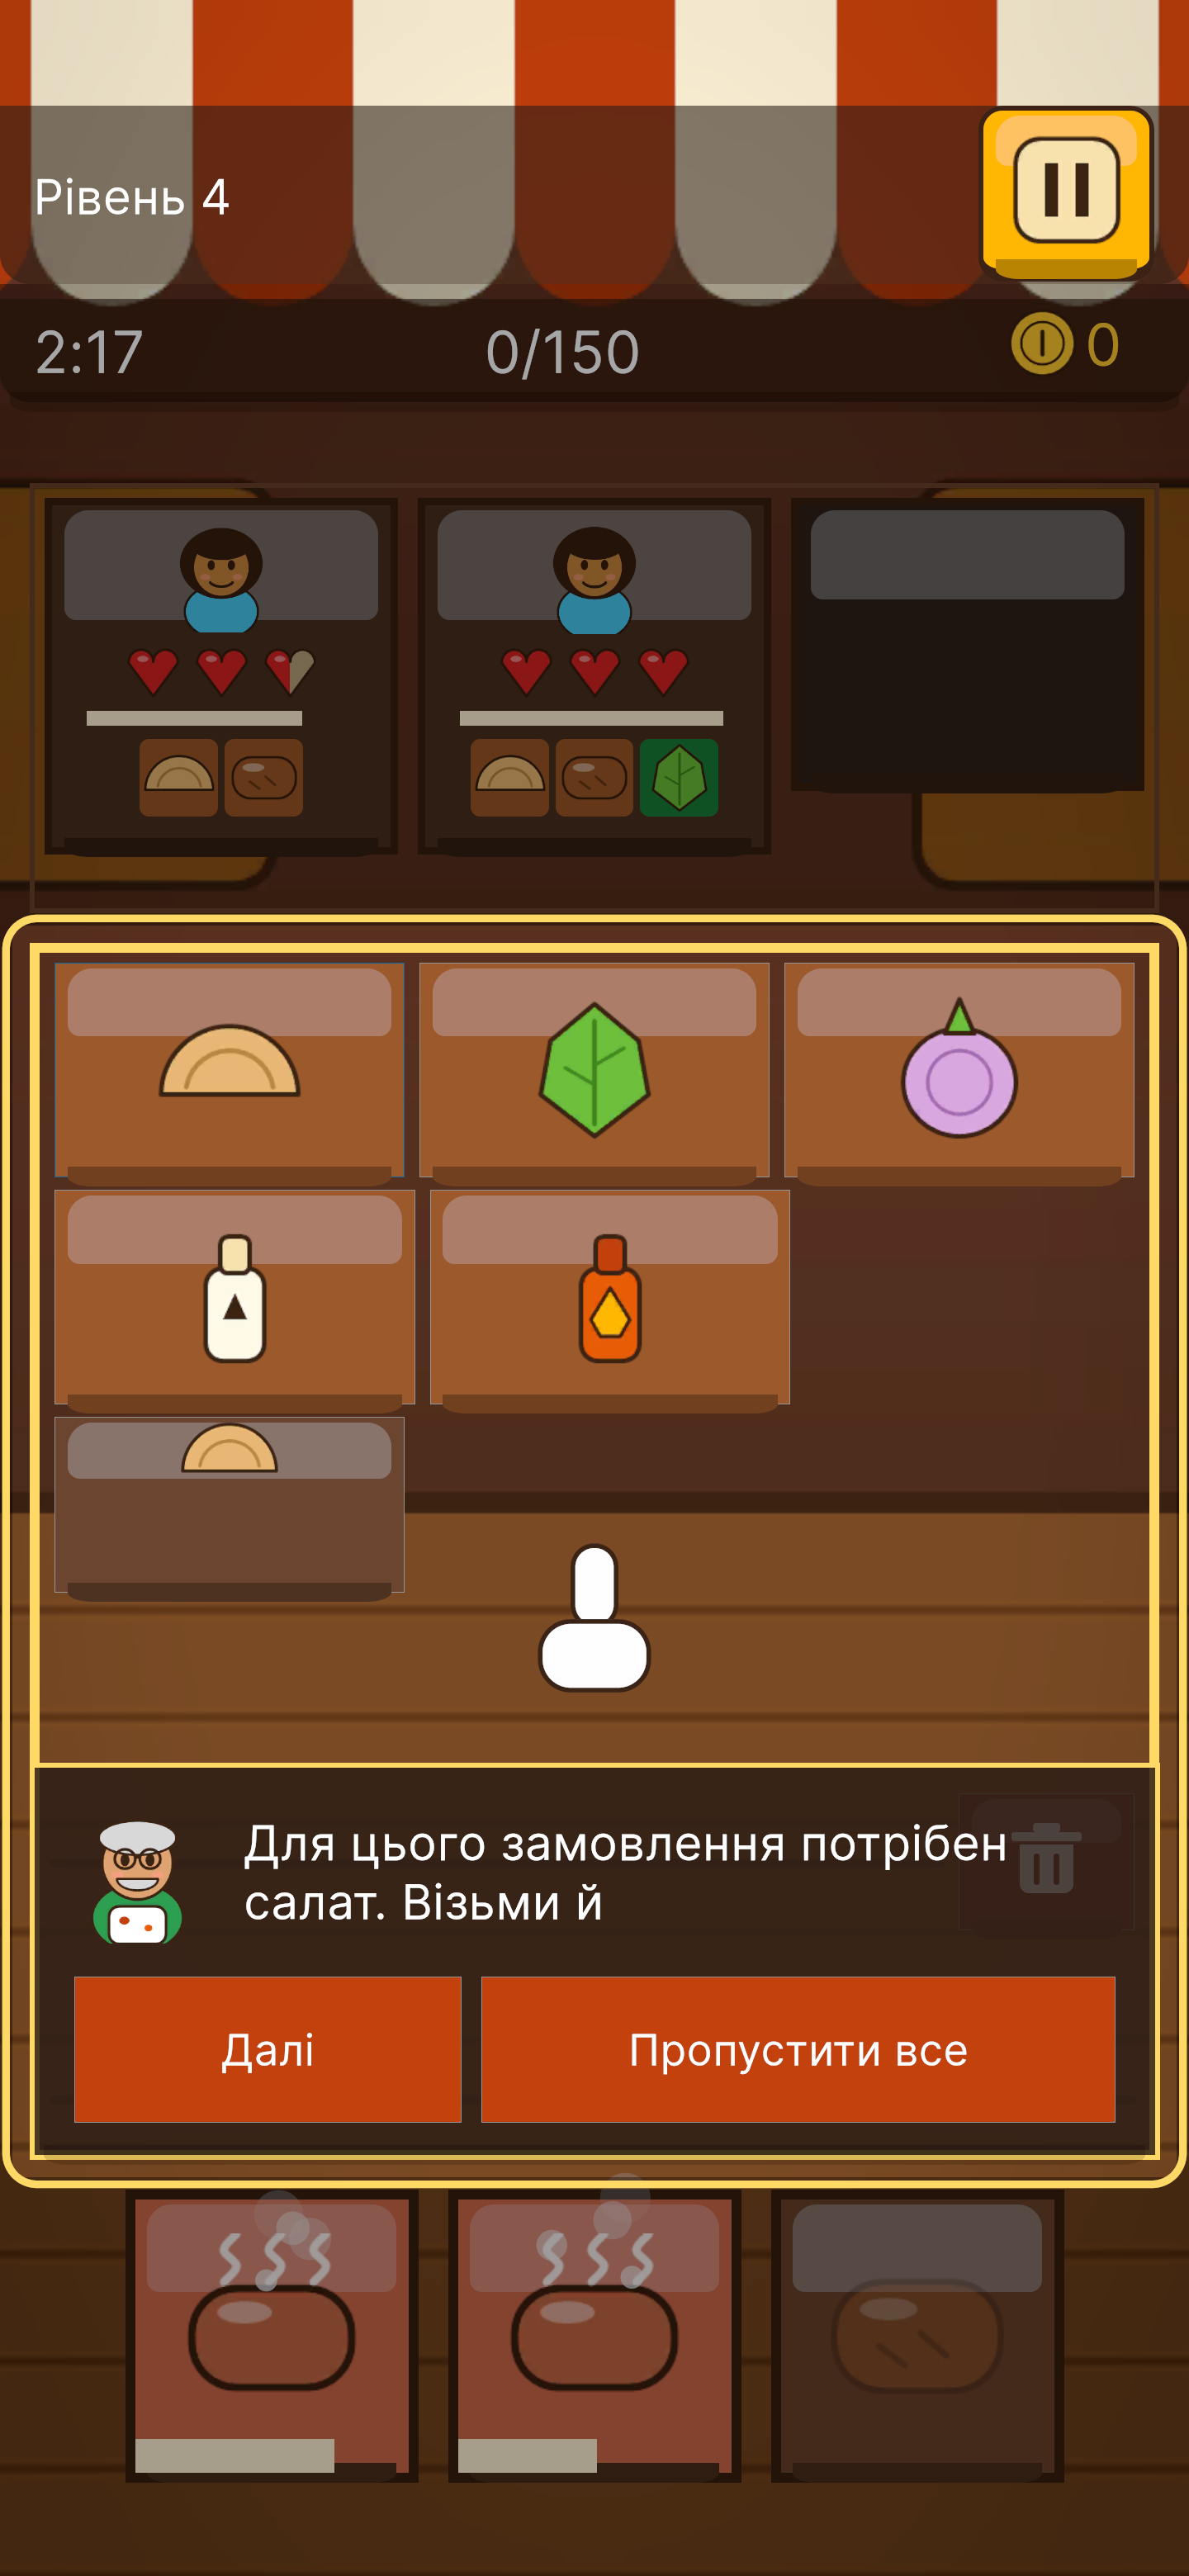 Рівень 4
2:17
0/150
0
Для цього замовлення потрібен
салат. Візьми й
Далі
Пропустити все